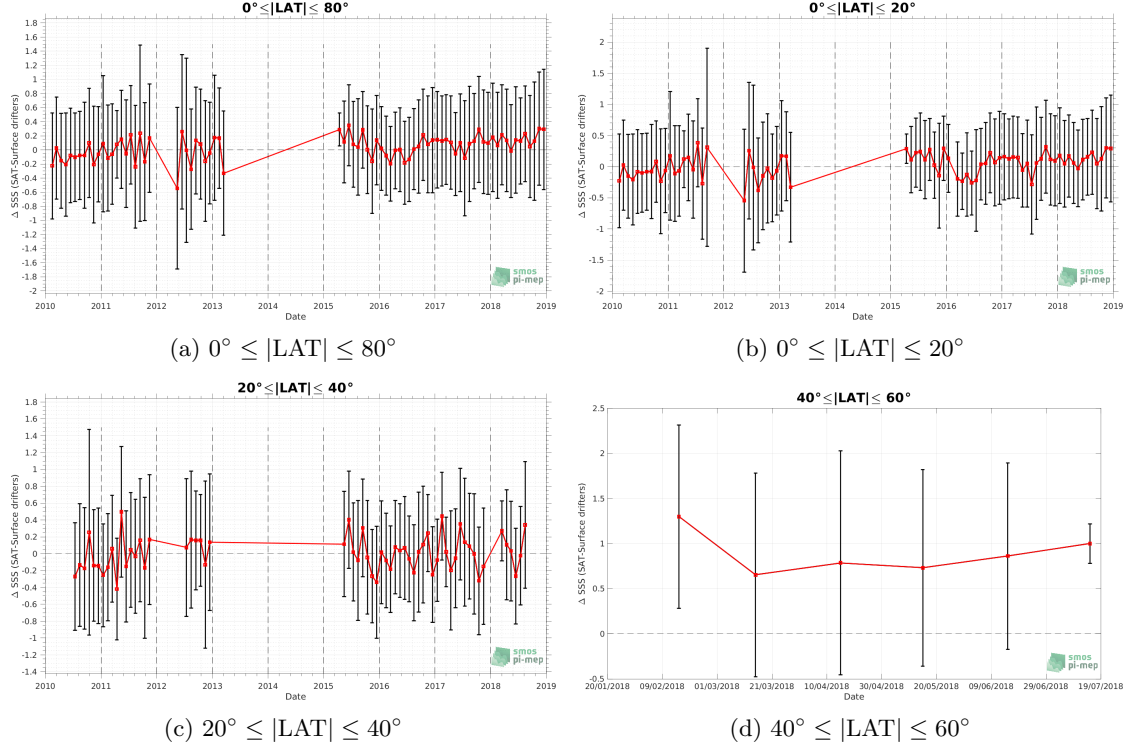 0°≤|LAT|≤ 80°
Δ SSS (SAT-Surface drifters)
1.8
1.6
1.4
1.2
1
0.8
0.6
0.4
0.2
0
-0.2
-0.4
-0.6
-0.8
-1
-1.2
-1.4
-1.6
-1.8
-2
2010 2011 2012 2013 2014 2015 2016 2017 2018 2019
Date
smos
pi-mep
(a) 0° ≤ |LAT| ≤ 80°
0°≤|LAT|≤ 20°
Δ SSS (SAT-Surface drifters)
2
1.5
1
0.5
0
-0.5
-1
-1.5
-2
2010 2011 2012 2013 2014 2015 2016 2017 2018 2019
Date
smos
pi-mep
(b) 0° ≤ |LAT| ≤ 20°
20°≤|LAT|≤ 40°
Δ SSS (SAT-Surface drifters)
1.8
1.6
1.4
1.2
1
0.8
0.6
0.4
0.2
0
-0.2
-0.4
-0.6
-0.8
-1
-1.2
-1.4
2010 2011 2012 2013 2014 2015 2016 2017 2018 2019
Date
smos
pi-mep
(c) 20° ≤ |LAT| ≤ 40°
40°≤|LAT|≤ 60°
Δ SSS (SAT-Surface drifters)
2.5
2
1.5
1
0.5
0
-0.5
20/01/2018 09/02/2018 01/03/2018 21/03/2018 10/04/2018 30/04/2018 20/05/2018 09/06/2018 29/06/2018 19/07/2018
Date
smos
pi-mep
(d) 40° ≤ |LAT| ≤ 60°